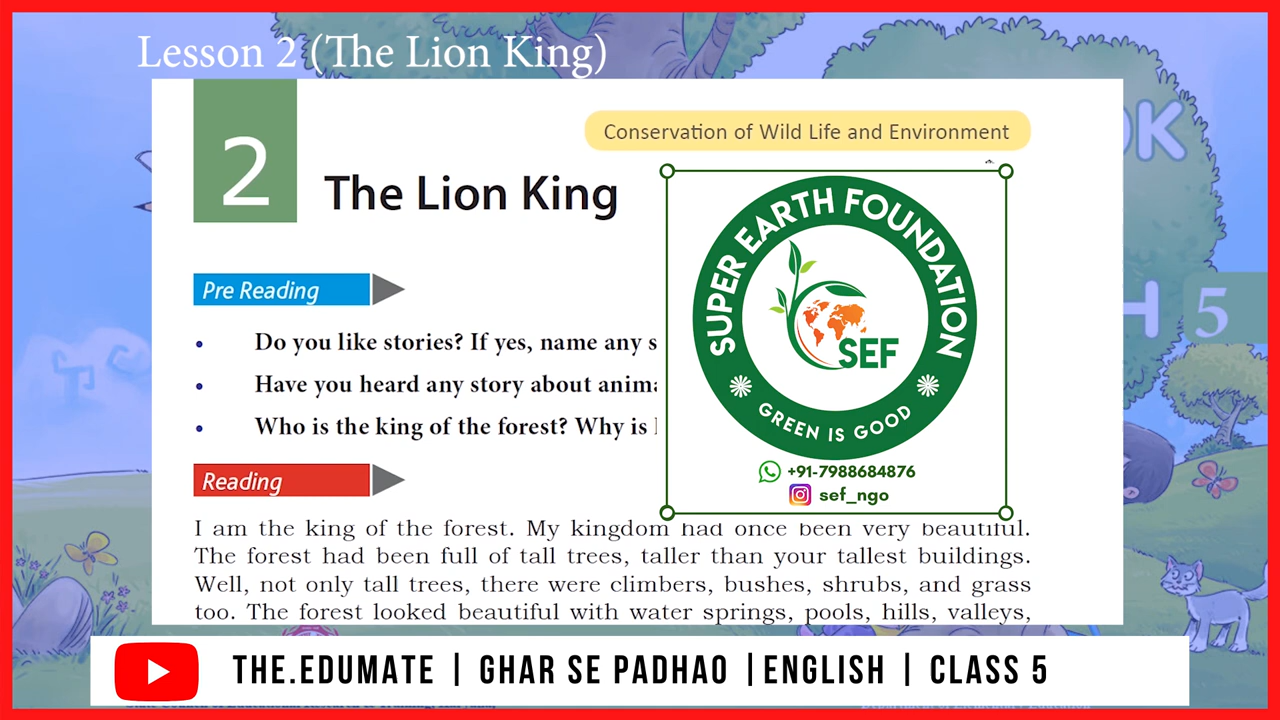 Lesson 2 (The Lion King)
OK
H 5
2
Conservation of Wild Life and Environment
The Lion King
Pre Reading
• Do you like stories? If yes, name any s
• Have you heard any story about anima
• Who is the king of the forest? Why is
Reading
SUPER EARTH FOUNDATION
SEF
GREEN IS GOOD
+91-7988684876
sef_ngo
I am the king of the forest. My kingdom had once been very beautiful.
The forest had been full of tall trees, taller than your tallest buildings.
Well, not only tall trees, there were climbers, bushes, shrubs, and grass
too. The forest looked beautiful with water springs, pools, hills, valleys,
THE.EDUMATE | GHAR SE PADHAO |ENGLISH | CLASS 5